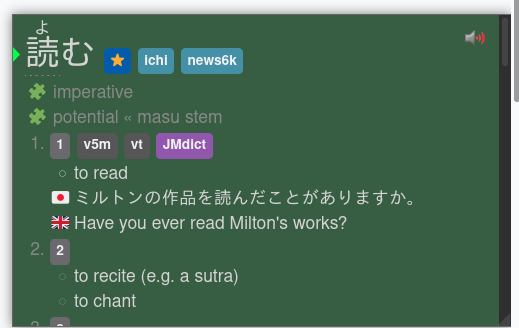 よ
読む ★ ichi news6k
imperative
potential « masu stem
1. 1 v5m vt JMdict
to read
ミルトンの作品を読んだことがありますか。
Have you ever read Milton's works?
2. 2
to recite (e.g. a sutra)
to chant